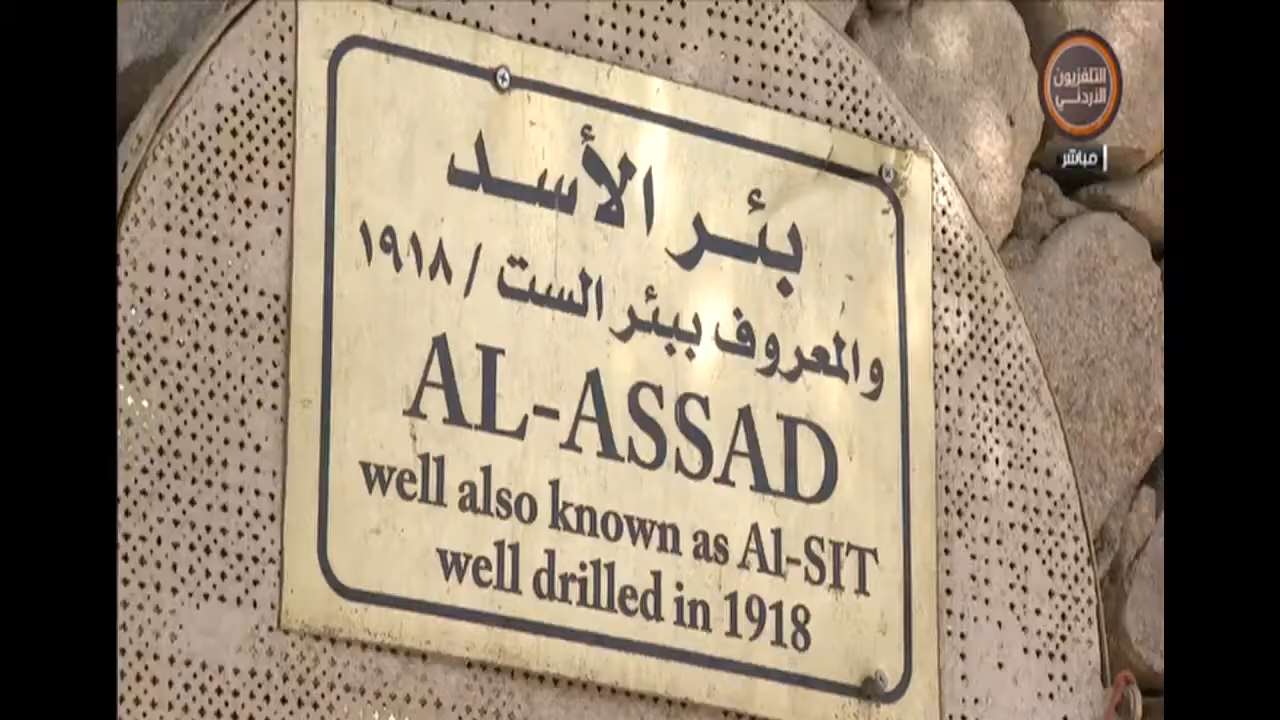 بئر الأسد
والمعروف ببئر الست / ١٩١٨
AL-ASSAD
well also known as Al-SIT
well drilled in 1918
التلفزيون
الأردني
مباشر